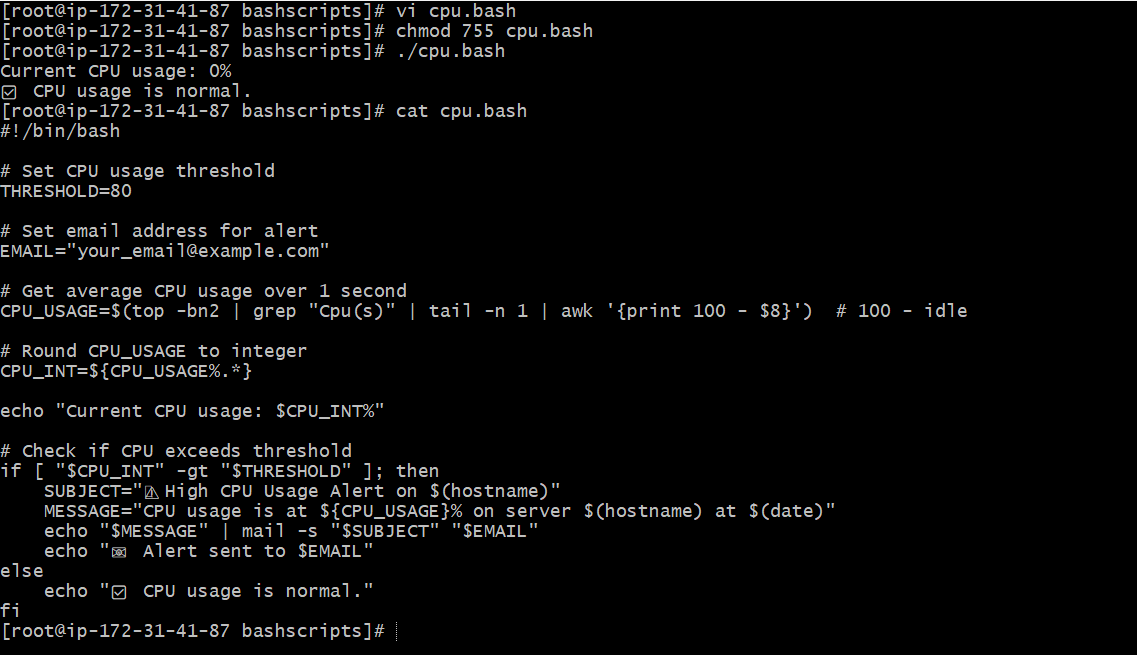 [root@ip-172-31-41-87 bashscripts]# vi cpu.bash
[root@ip-172-31-41-87 bashscripts]# chmod 755 cpu.bash
[root@ip-172-31-41-87 bashscripts]# ./cpu.bash
Current CPU usage: 0%
☑ CPU usage is normal.
[root@ip-172-31-41-87 bashscripts]# cat cpu.bash
#!/bin/bash

# Set CPU usage threshold
THRESHOLD=80

# Set email address for alert
EMAIL="your_email@example.com"

# Get average CPU usage over 1 second
CPU_USAGE=$(top -bn2 | grep "Cpu(s)" | tail -n 1 | awk '{print 100 - $8}')  # 100 - idle

# Round CPU_USAGE to integer
CPU_INT=${CPU_USAGE%.*}

echo "Current CPU usage: $CPU_INT%"

# Check if CPU exceeds threshold
if [ "$CPU_INT" -gt "$THRESHOLD" ]; then
    SUBJECT="⚠ High CPU Usage Alert on $(hostname)"
    MESSAGE="CPU usage is at ${CPU_USAGE}% on server $(hostname) at $(date)"
    echo "$MESSAGE" | mail -s "$SUBJECT" "$EMAIL"
    echo "📧 Alert sent to $EMAIL"
else
    echo "☑ CPU usage is normal."
fi
[root@ip-172-31-41-87 bashscripts]#